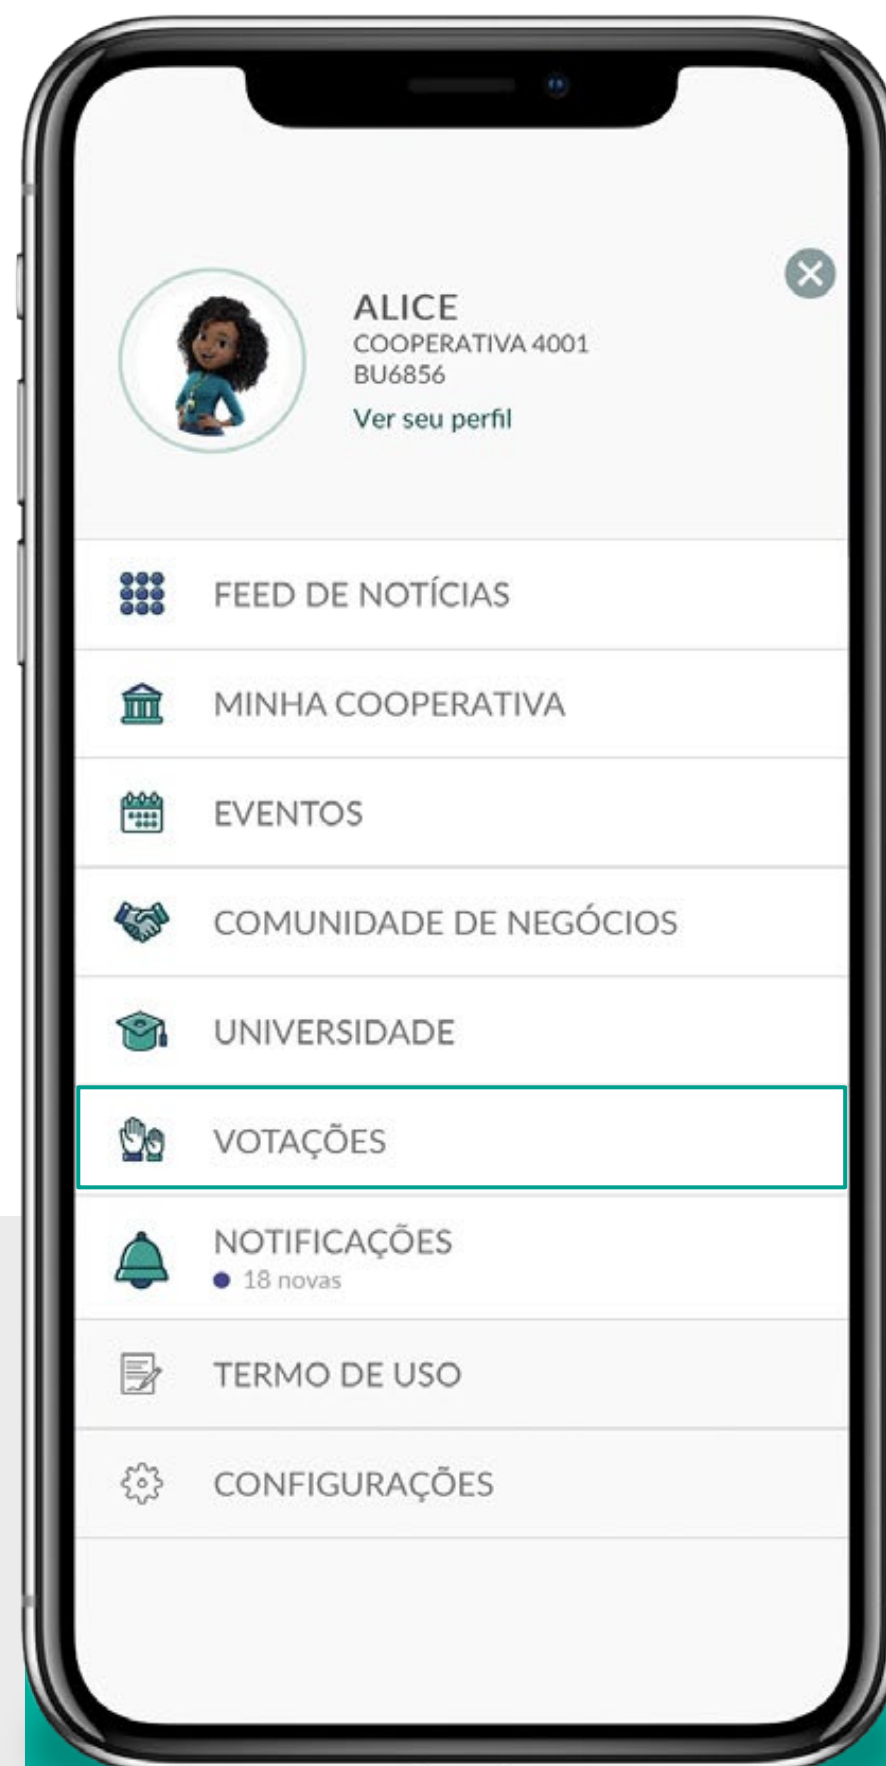 ALICE
COOPERATIVA 4001
BU6856
Ver seu perfil
FEED DE NOTÍCIAS
MINHA COOPERATIVA
EVENTOS
COMUNIDADE DE NEGÓCIOS
UNIVERSIDADE
VOTAÇÕES
NOTIFICAÇÕES
18 novas
TERMO DE USO
CONFIGURAÇÕES